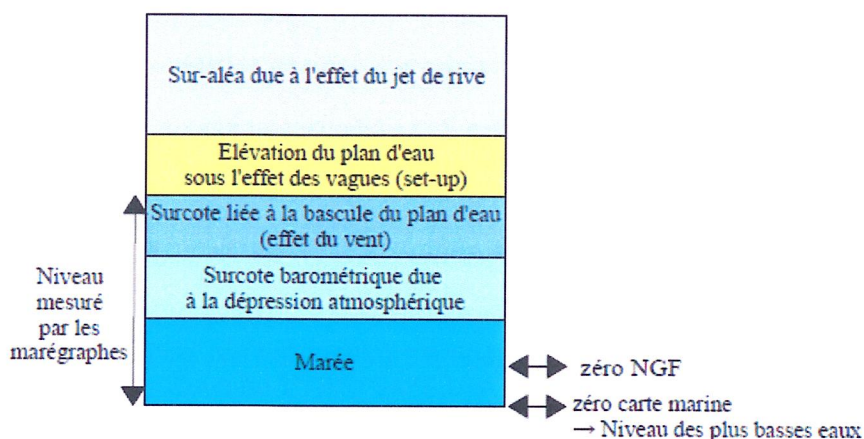 Sur-aléa due à l'effet du jet de rive
Elévation du plan d'eau
sous l'effet des vagues (set-up)
Surcote liée à la bascule du plan d'eau
(effet du vent)
Surcote barométrique due
à la dépression atmosphérique
Marée
Niveau
mesuré
par les
marégraphes
zéro NGF
zéro carte marine
→ Niveau des plus basses eaux